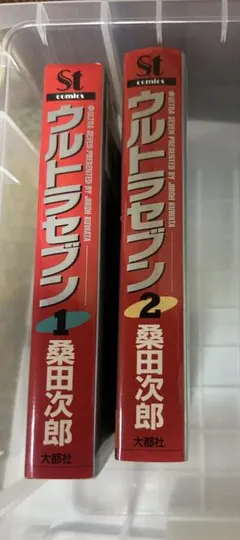 St
comics
ウルトラセブン
ULTRA SEVEN PRESENTED BY JIROH KUWATA
1
桑田次郎
大都社
St
comics
ウルトラセブン
ULTRA SEVEN PRESENTED BY JIROH KUWATA
2
桑田次郎
大都社